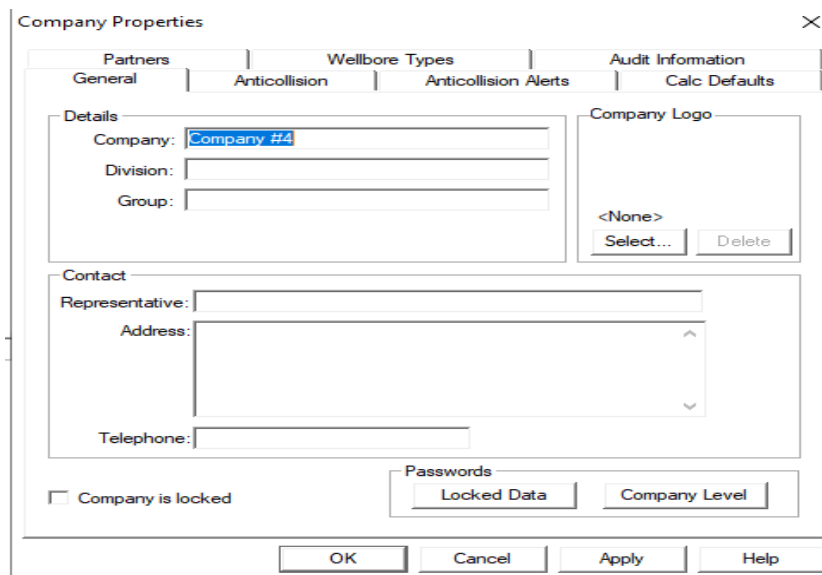 Company Properties
Partners Wellbore Types Audit Information
General Anticollision Anticollision Alerts Calc Defaults
Details
Company: Company #4
Division:
Group:
Company Logo
<None>
Select... Delete
Contact
Representative:
Address:
Telephone:
Company is locked
Passwords
Locked Data Company Level
OK Cancel Apply Help